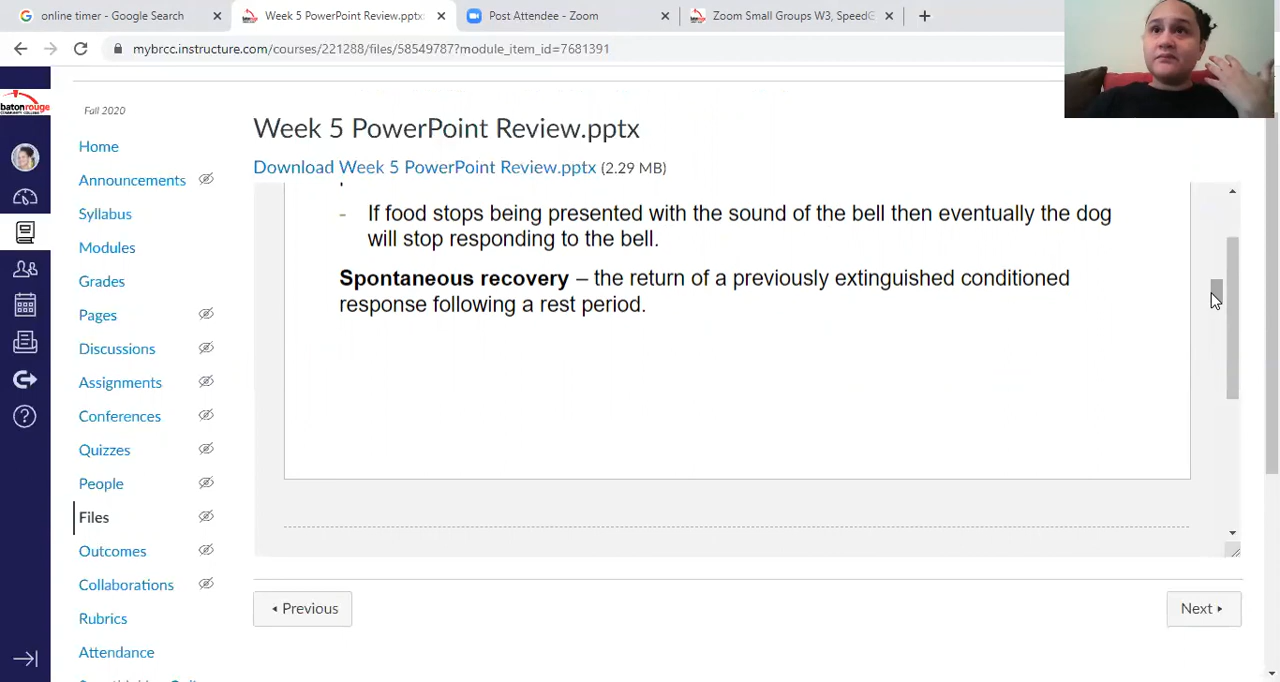 online timer - Google Search
Week 5 PowerPoint Review.pptx:
Post Attendee - Zoom
Zoom Small Groups W3, SpeedG
mybrcc.instructure.com/courses/221288/files/58549787?module_item_id=7681391
batonrouge
COMMUNITY COLLEGE
Fall 2020
Home
Announcements
Syllabus
Modules
Grades
Pages
Discussions
Assignments
Conferences
Quizzes
People
Files
Outcomes
Collaborations
Rubrics
Attendance
Week 5 PowerPoint Review.pptx
Download Week 5 PowerPoint Review.pptx (2.29 MB)
- If food stops being presented with the sound of the bell then eventually the dog
will stop responding to the bell.
Spontaneous recovery – the return of a previously extinguished conditioned
response following a rest period.
Previous
Next